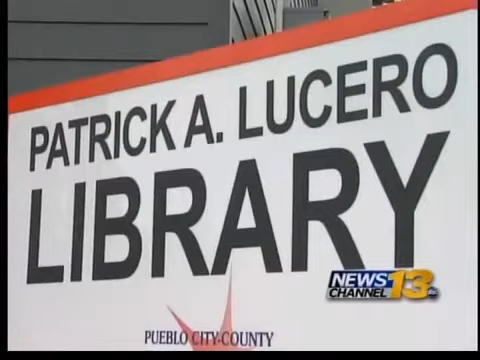 PATRICK A. LUCERO
LIBRARY
PUEBLO CITY-COUNTY
NEWS 13
CHANNEL